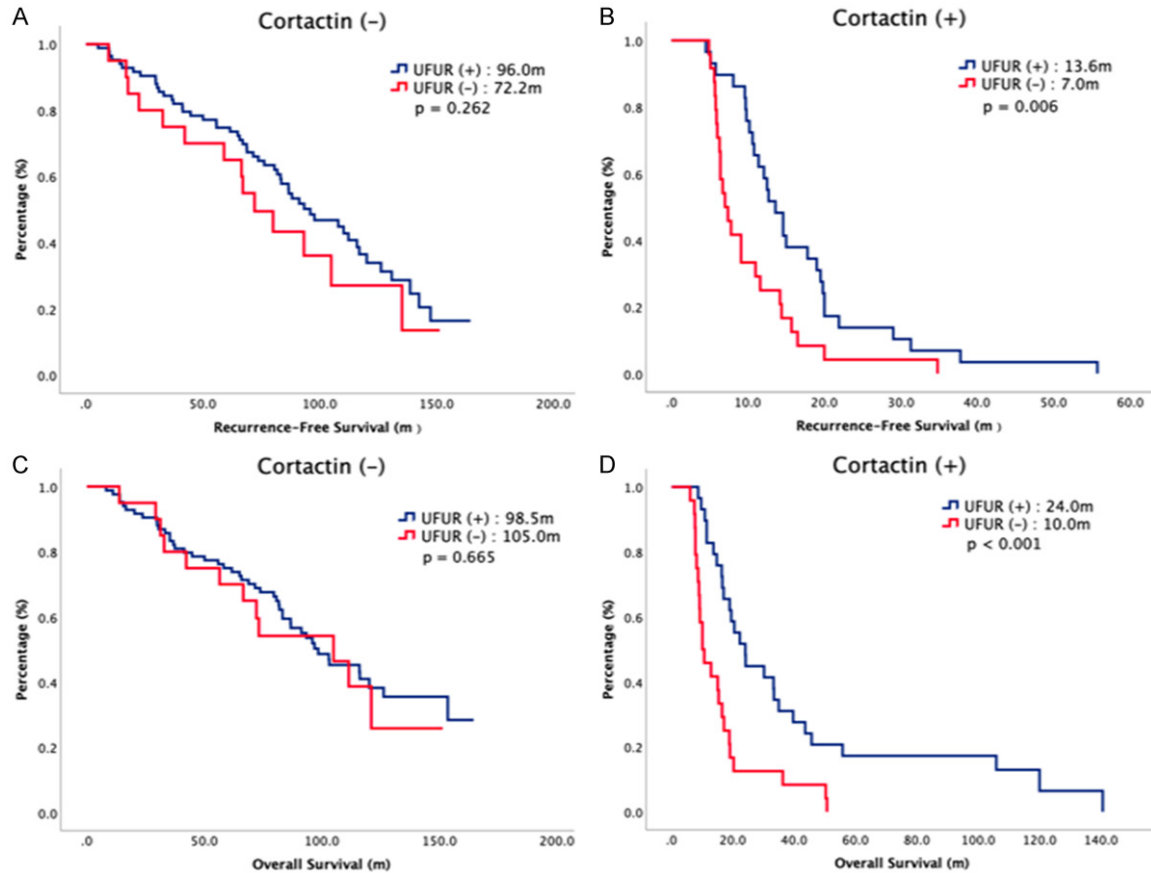 A
Cortactin (-)
UFUR (+) : 96.0m
UFUR (-) : 72.2m
p = 0.262
Percentage (%)
1.0
0.8
0.6
0.4
0.2
0.0
.0 50.0 100.0 150.0 200.0
Recurrence-Free Survival (m )
B
Cortactin (+)
UFUR (+) : 13.6m
UFUR (-) : 7.0m
p = 0.006
Percentage (%)
1.0
0.8
0.6
0.4
0.2
0.0
.0 10.0 20.0 30.0 40.0 50.0 60.0
Recurrence-Free Survival (m )
C
Cortactin (-)
UFUR (+) : 98.5m
UFUR (-) : 105.0m
p = 0.665
Percentage (%)
1.0
0.8
0.6
0.4
0.2
0.0
.0 50.0 100.0 150.0 200.0
Overall Survival (m)
D
Cortactin (+)
UFUR (+) : 24.0m
UFUR (-) : 10.0m
p < 0.001
Percentage (%)
1.0
0.8
0.6
0.4
0.2
0.0
.0 20.0 40.0 60.0 80.0 100.0 120.0 140.0
Overall Survival (m)